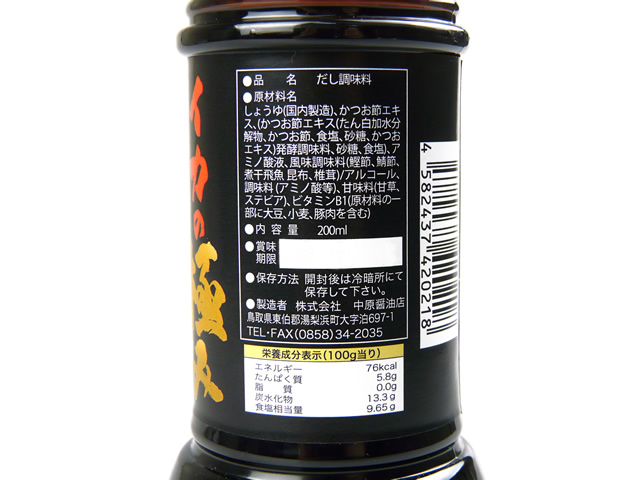 イカの極み
●品　名　だし調味料
●原材料名
しょうゆ(国内製造)、かつお節エキ
ス、(かつお節エキス(たん白加水分
解物、かつお節、食塩、砂糖、かつお
エキス)発酵調味料、砂糖、食塩)、ア
ミノ酸液、風味調味料(鰹節、鯖節、
煮干飛魚 昆布、椎茸)/アルコール、
調味料(アミノ酸等)、甘味料(甘草、
ステビア)、ビタミンB1(原材料の一
部に大豆、小麦、豚肉を含む)
●内 容 量　200ml
●賞味
期限
●保存方法 開封後は冷暗所にて
保存して下さい。
●製造者 株式会社　中原醤油店
鳥取県東伯郡湯梨浜町大字泊697-1
TEL・FAX(0858)34-2035
栄養成分表示(100g当り)
エネルギー 76kcal
たんぱく質 5.8g
脂　質 0.0g
炭水化物 13.3g
食塩相当量 9.65g
4 582437 420218